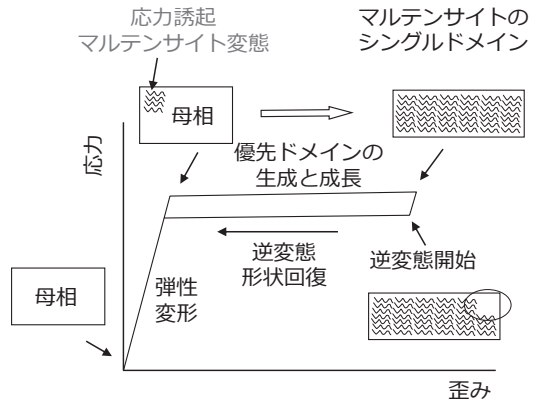 応力誘起
マルテンサイト変態
マルテンサイトの
シングルドメイン
母相
優先ドメインの
生成と成長
応力
逆変態
形状回復
逆変態開始
母相
弾性
変形
歪み